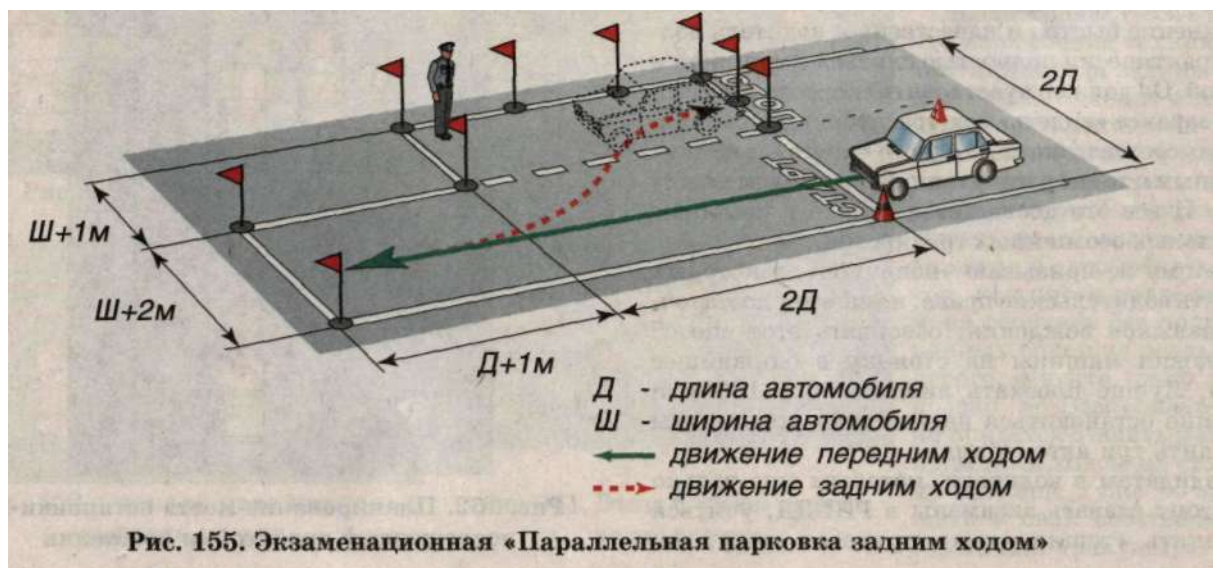 2Д
СТОП
СТАРТ
Ш+1м
Ш+2м
2Д
Д+1м
Д - длина автомобиля
Ш - ширина автомобиля
движение передним ходом
движение задним ходом
Рис. 155. Экзаменационная «Параллельная парковка задним ходом»